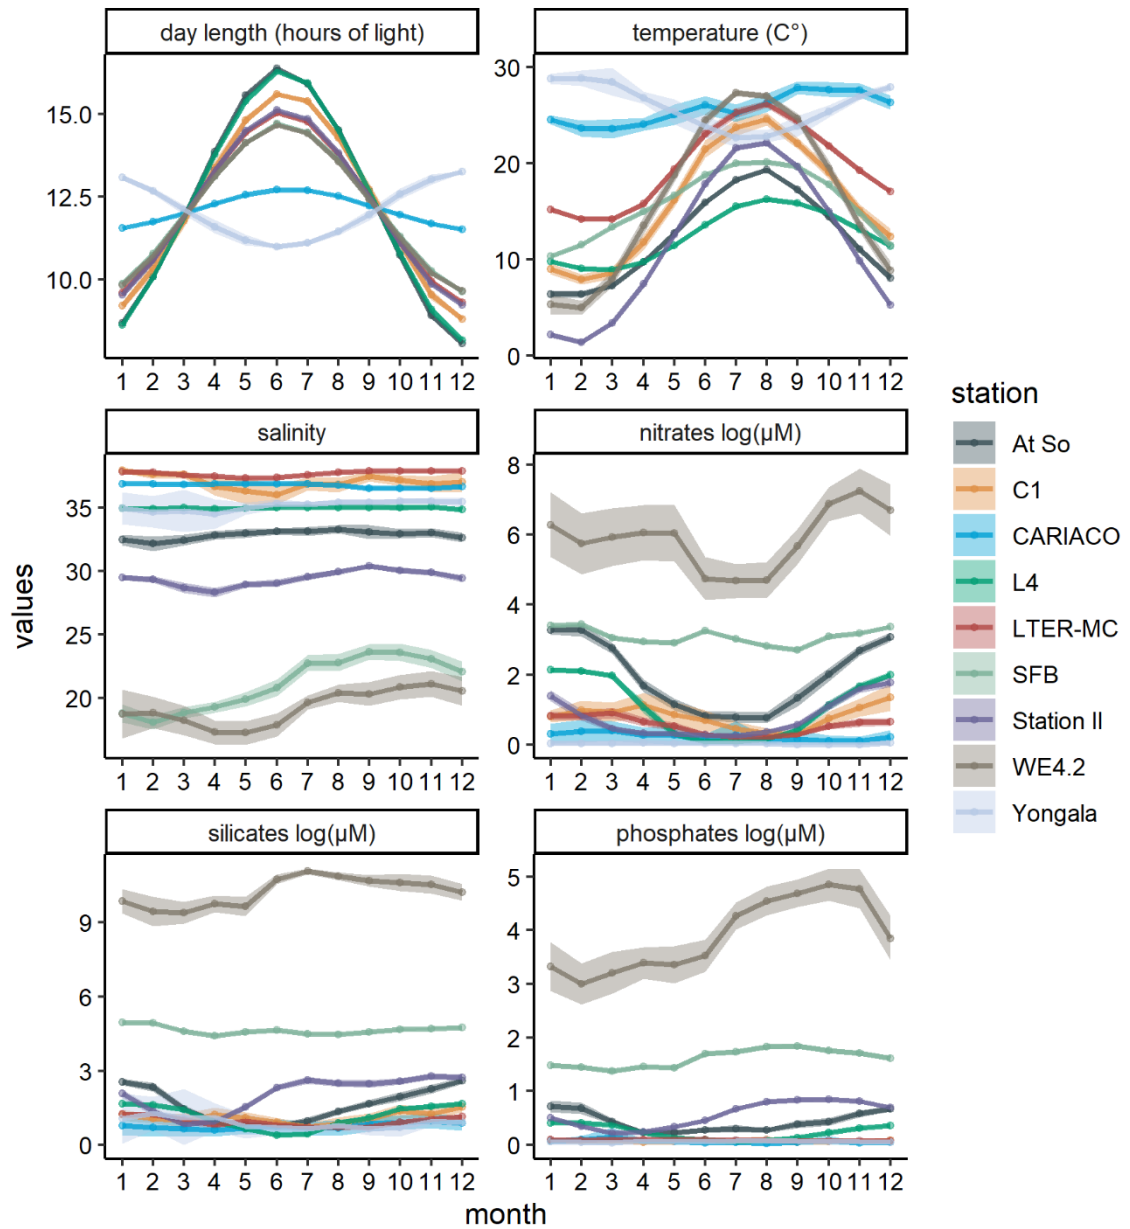 day length (hours of light)
temperature (C°)
15.0
12.5
10.0
1 2 3 4 5 6 7 8 9 10 11 12
30
20
10
0
1 2 3 4 5 6 7 8 9 10 11 12
salinity
nitrates log(µM)
35
30
25
20
1 2 3 4 5 6 7 8 9 10 11 12
8
6
4
2
0
1 2 3 4 5 6 7 8 9 10 11 12
silicates log(µM)
phosphates log(µM)
9
6
3
0
1 2 3 4 5 6 7 8 9 10 11 12
5
4
3
2
1
0
1 2 3 4 5 6 7 8 9 10 11 12
values
month
station
At So
C1
CARIACO
L4
LTER-MC
SFB
Station II
WE4.2
Yongala